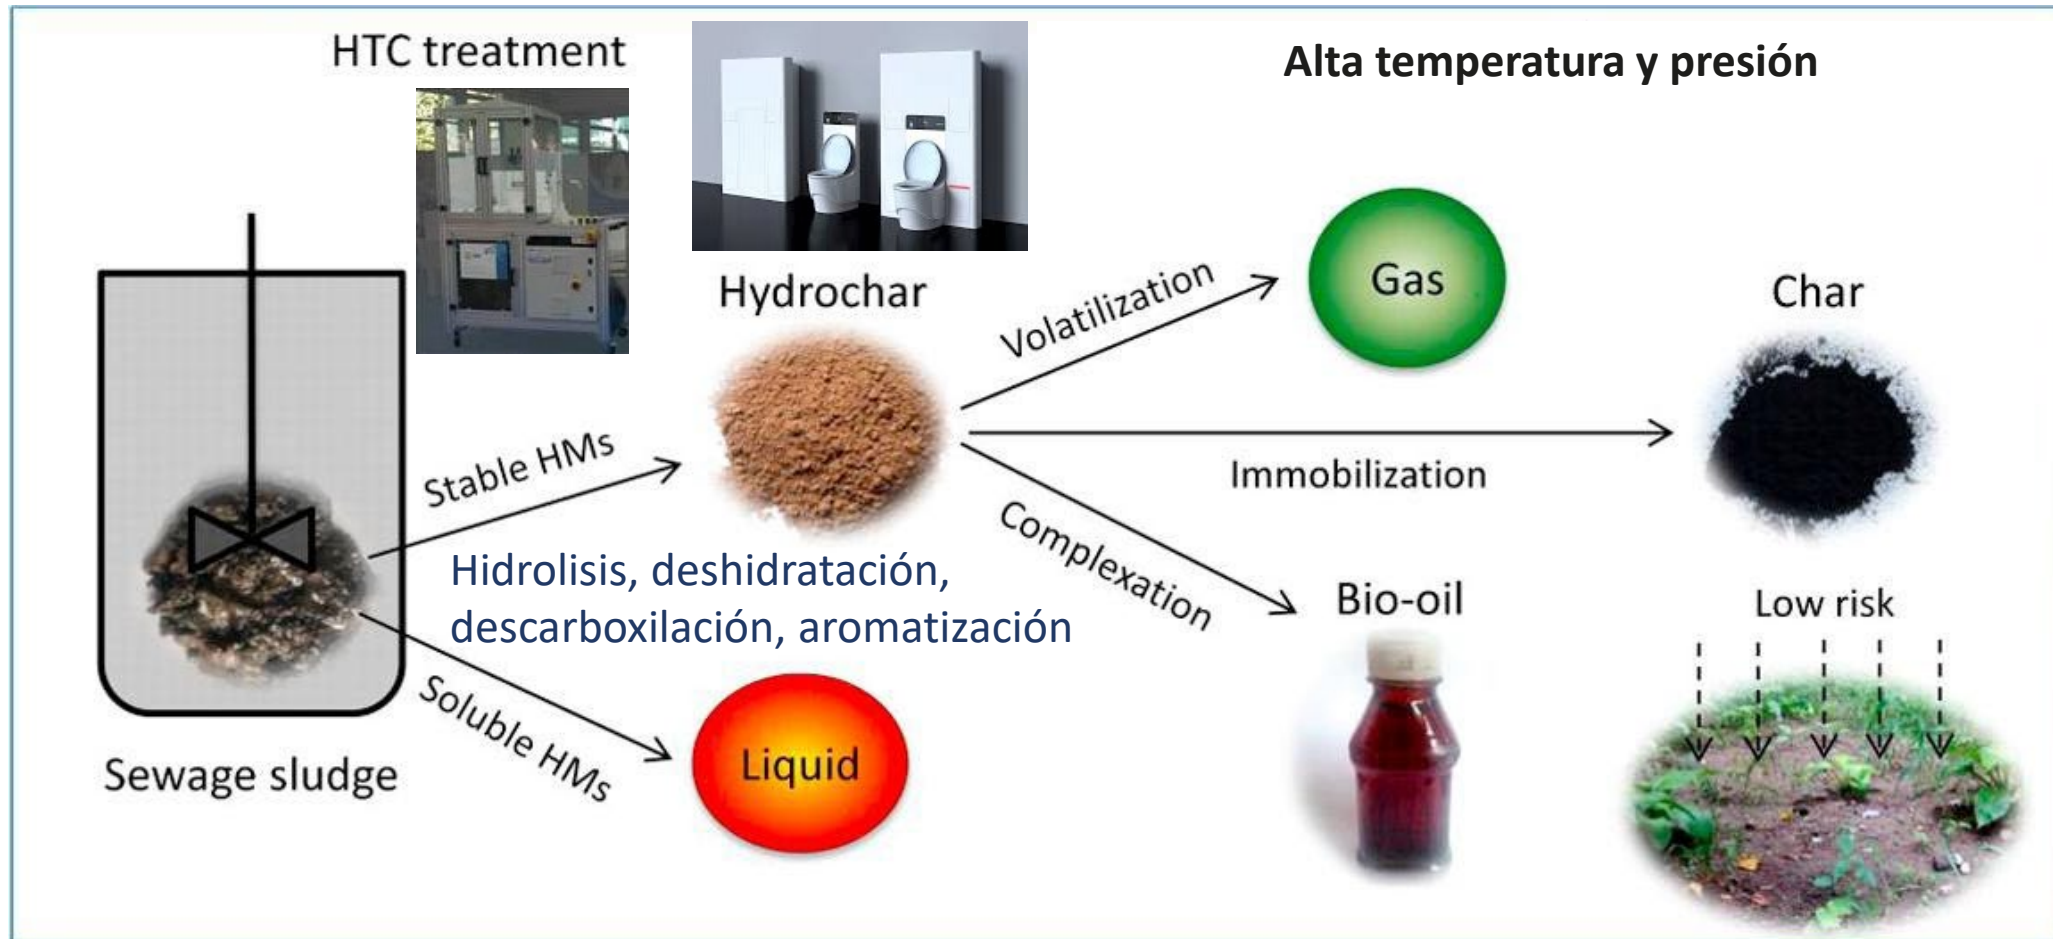 HTC treatment
Alta temperatura y presión
Hydrochar
Volatilization
Gas
Char
Stable HMs
Immobilization
Complexation
Hidrolisis, deshidratación,
descarboxilación, aromatización
Bio-oil
Low risk
Soluble HMs
Liquid
Sewage sludge